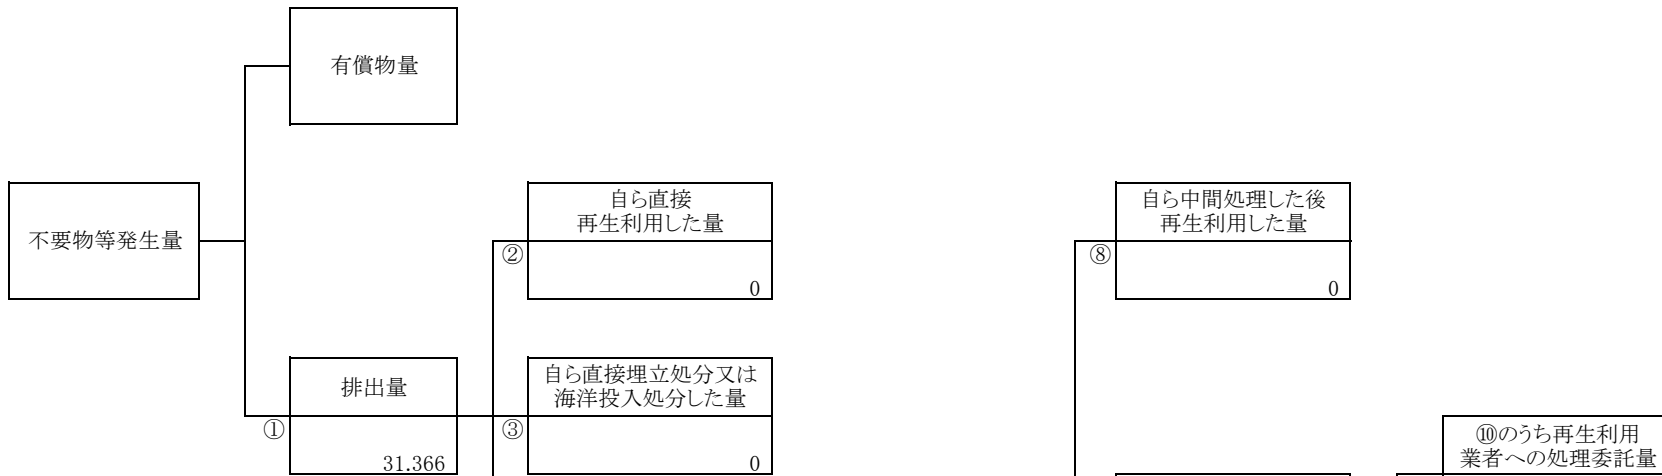 有償物量
不要物等発生量
自ら直接
再生利用した量
②
0
自ら中間処理した後
再生利用した量
⑧
0
排出量
①
31.366
自ら直接埋立処分又は
海洋投入処分した量
③
0
⑩のうち再生利用
業者への処理委託量